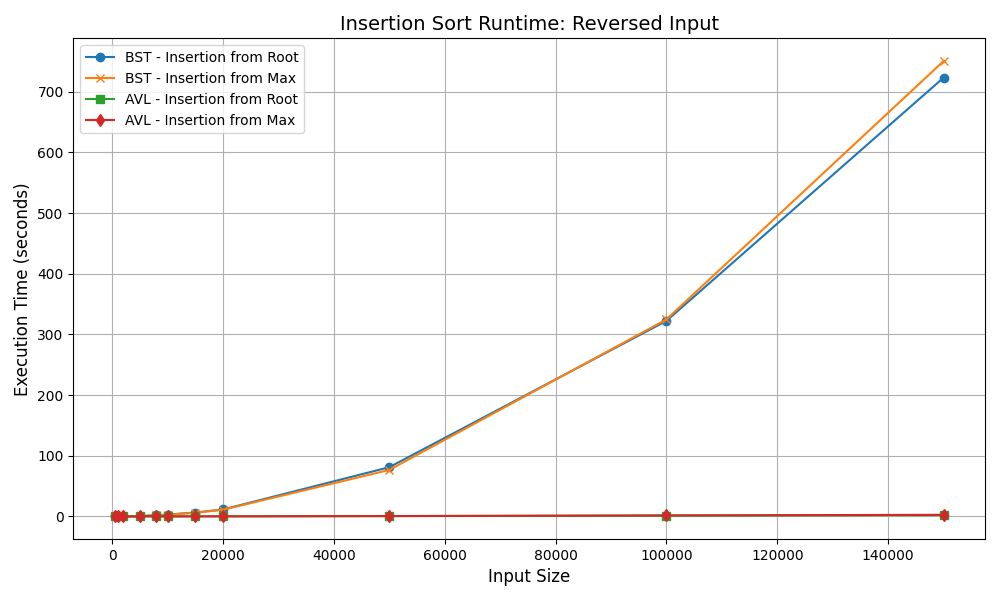 Insertion Sort Runtime: Reversed Input
BST - Insertion from Root
BST - Insertion from Max
AVL - Insertion from Root
AVL - Insertion from Max
Execution Time (seconds)
700
600
500
400
300
200
100
0
0 20000 40000 60000 80000 100000 120000 140000
Input Size